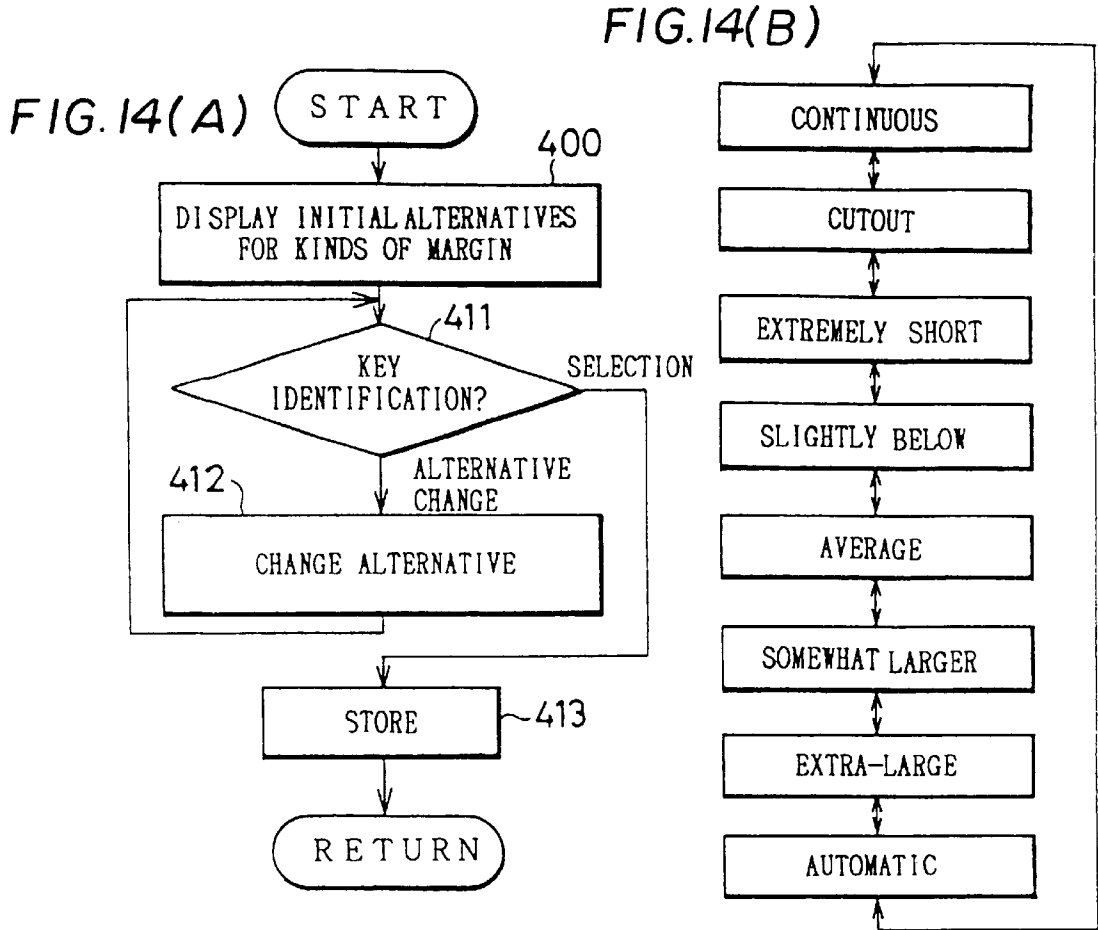 FIG.14(A)
START
400
DISPLAY INITIAL ALTERNATIVES
FOR KINDS OF MARGIN
411
KEY
IDENTIFICATION?
SELECTION
412
ALTERNATIVE
CHANGE
CHANGE ALTERNATIVE
STORE
413
RETURN
FIG.14(B)
CONTINUOUS
CUTOUT
EXTREMELY SHORT
SLIGHTLY BELOW
AVERAGE
SOMEWHAT LARGER
EXTRA-LARGE
AUTOMATIC